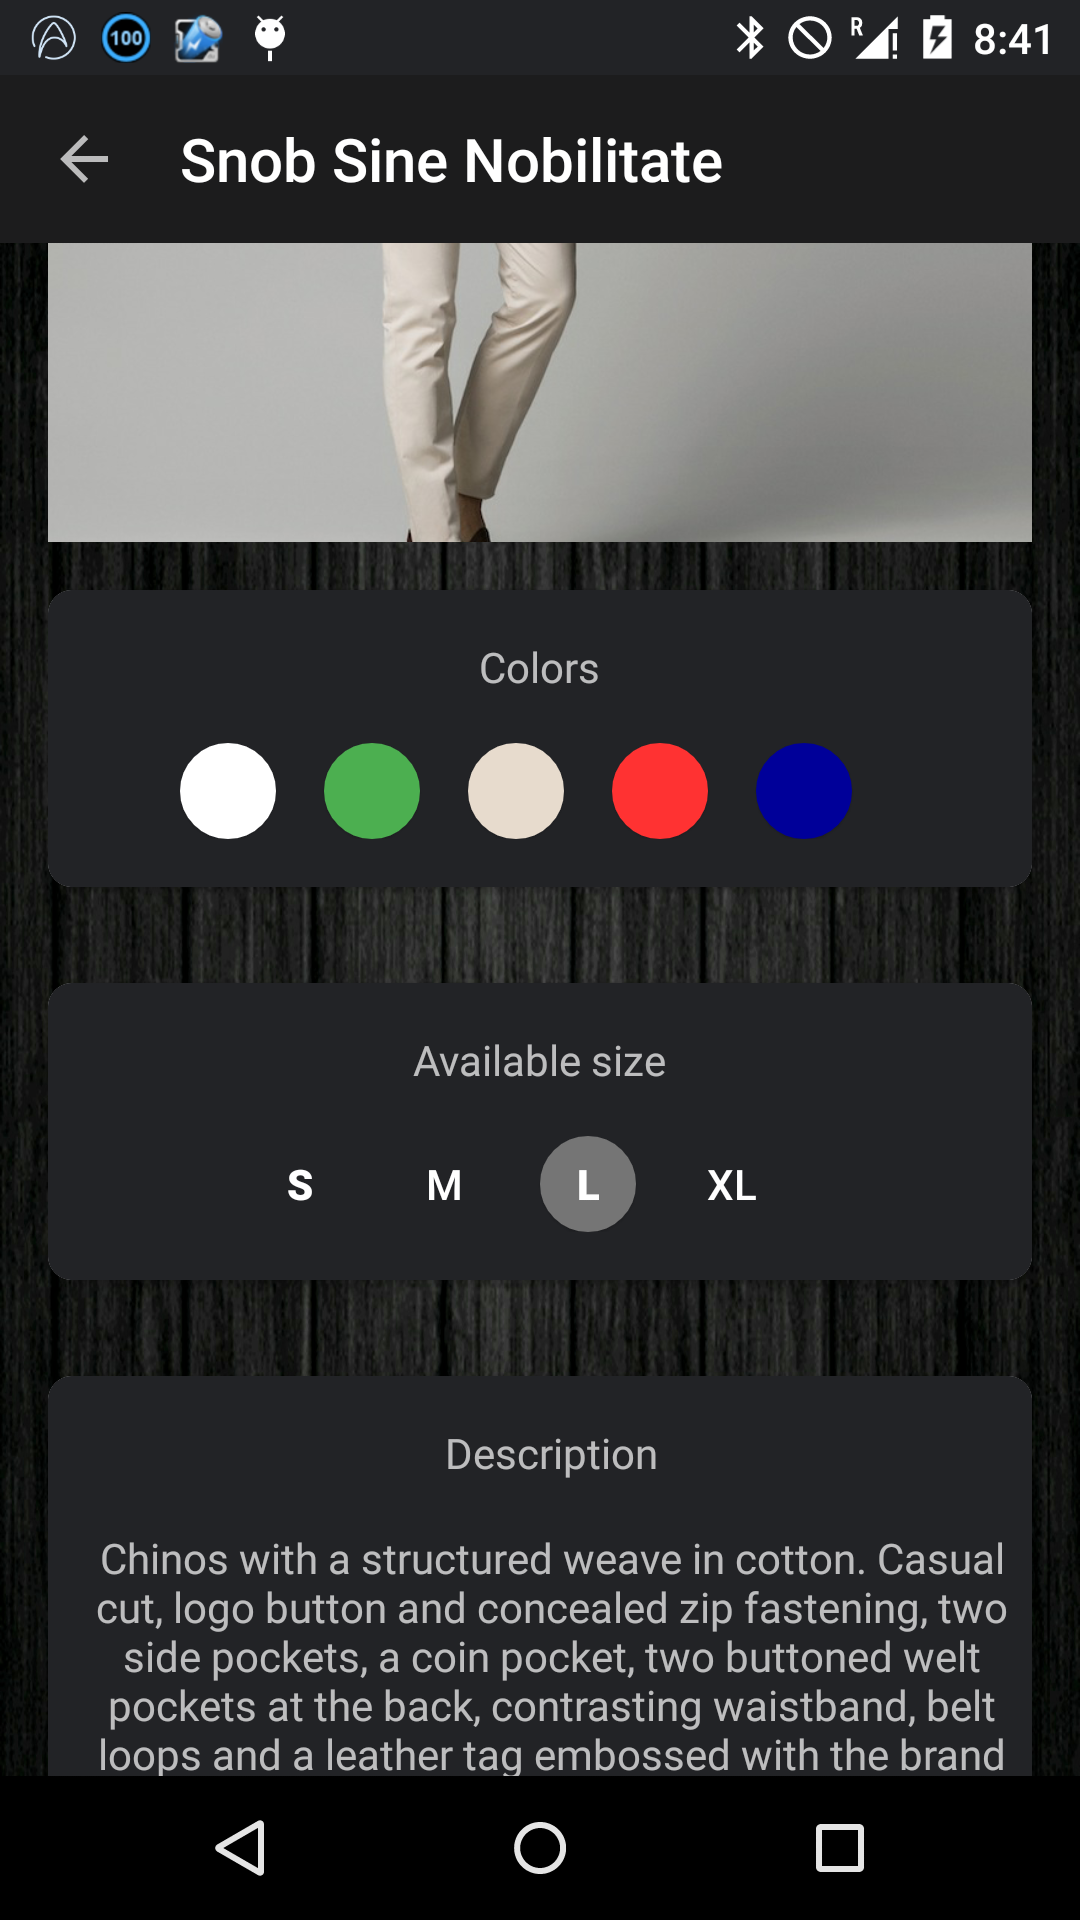 100
R
8:41
Snob Sine Nobilitate
Colors
Available size
S M L XL
Description
Chinos with a structured weave in cotton. Casual
cut, logo button and concealed zip fastening, two
side pockets, a coin pocket, two buttoned welt
pockets at the back, contrasting waistband, belt
loops and a leather tag embossed with the brand